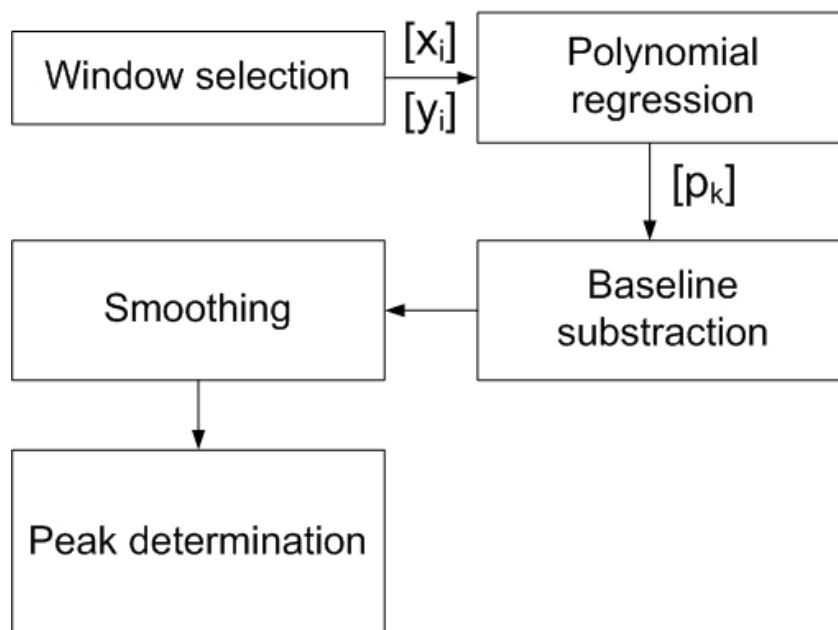 Window selection
[xi]
[yi]
Polynomial
regression
[pk]
Baseline
substraction
Smoothing
Peak determination